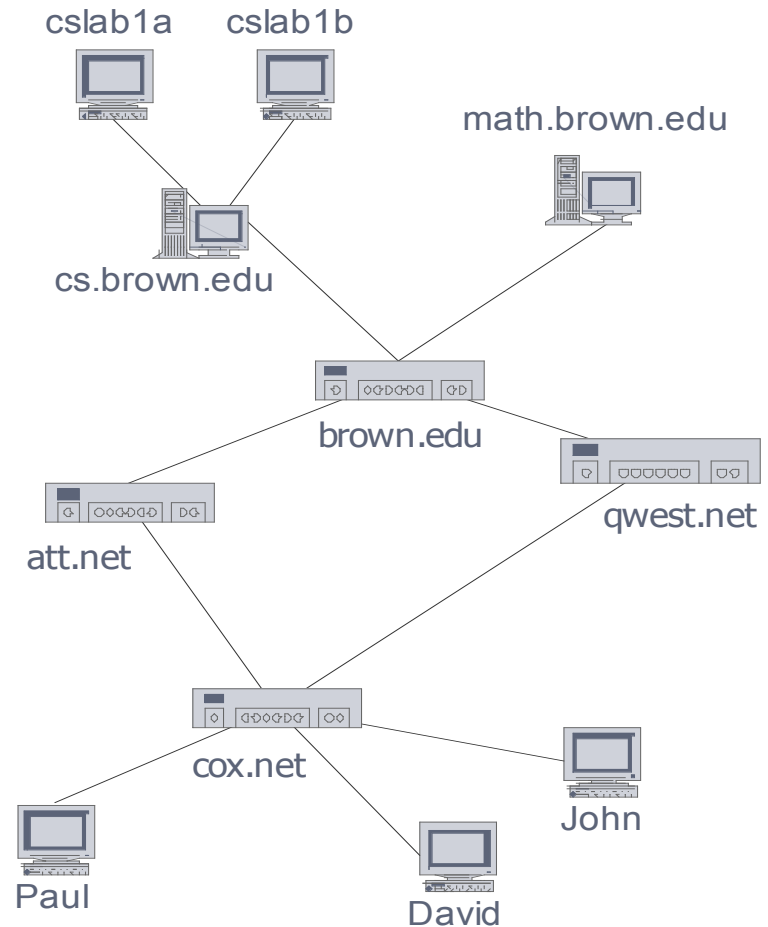 cslab1a cslab1b
math.brown.edu
cs.brown.edu
brown.edu
qwest.net
att.net
cox.net
John
Paul
David